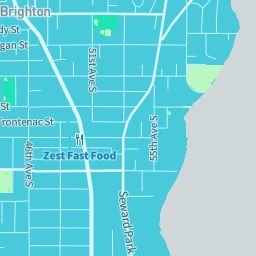 Brighton
dy St
gan St
51st Ave S
St
Frontenac St
Zest Fast Food
55th Ave S
46th Ave S
Seward Park